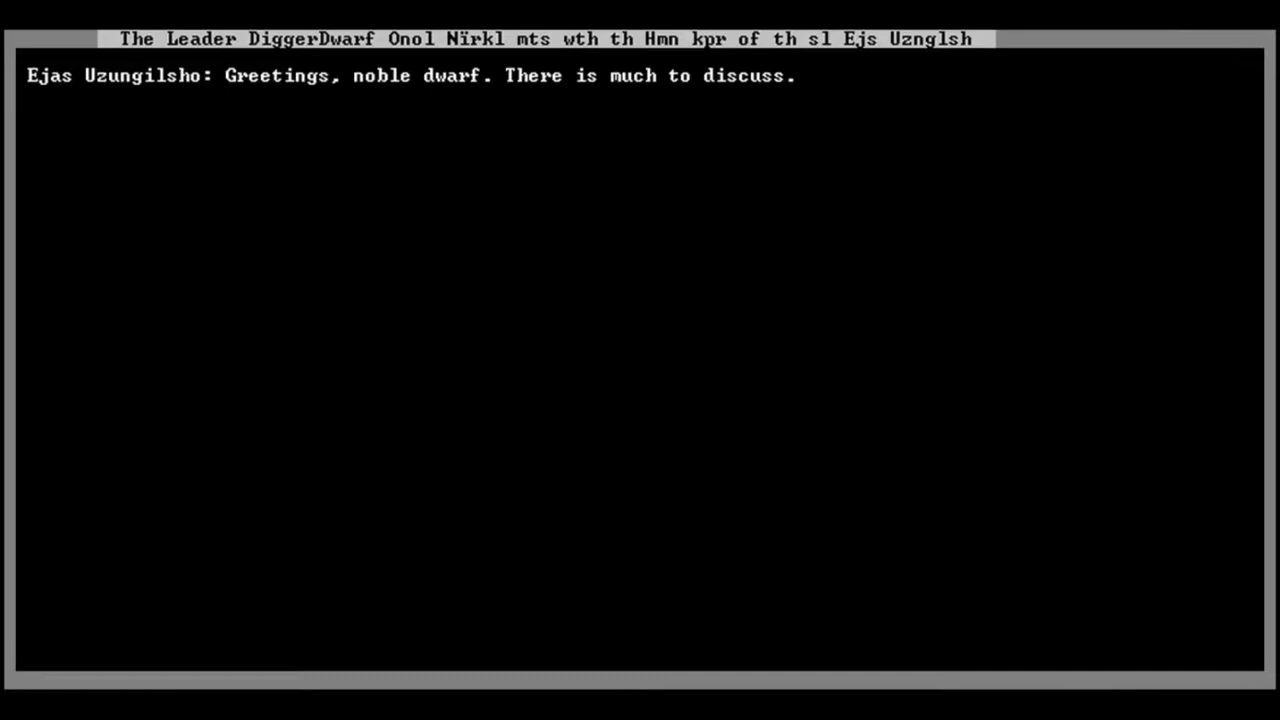 The Leader DiggerDwarf Onol Nïrkl mts wth th Hmn kpr of th sl Ejs Uznglsh
Ejas Uzungilsho: Greetings, noble dwarf. There is much to discuss.